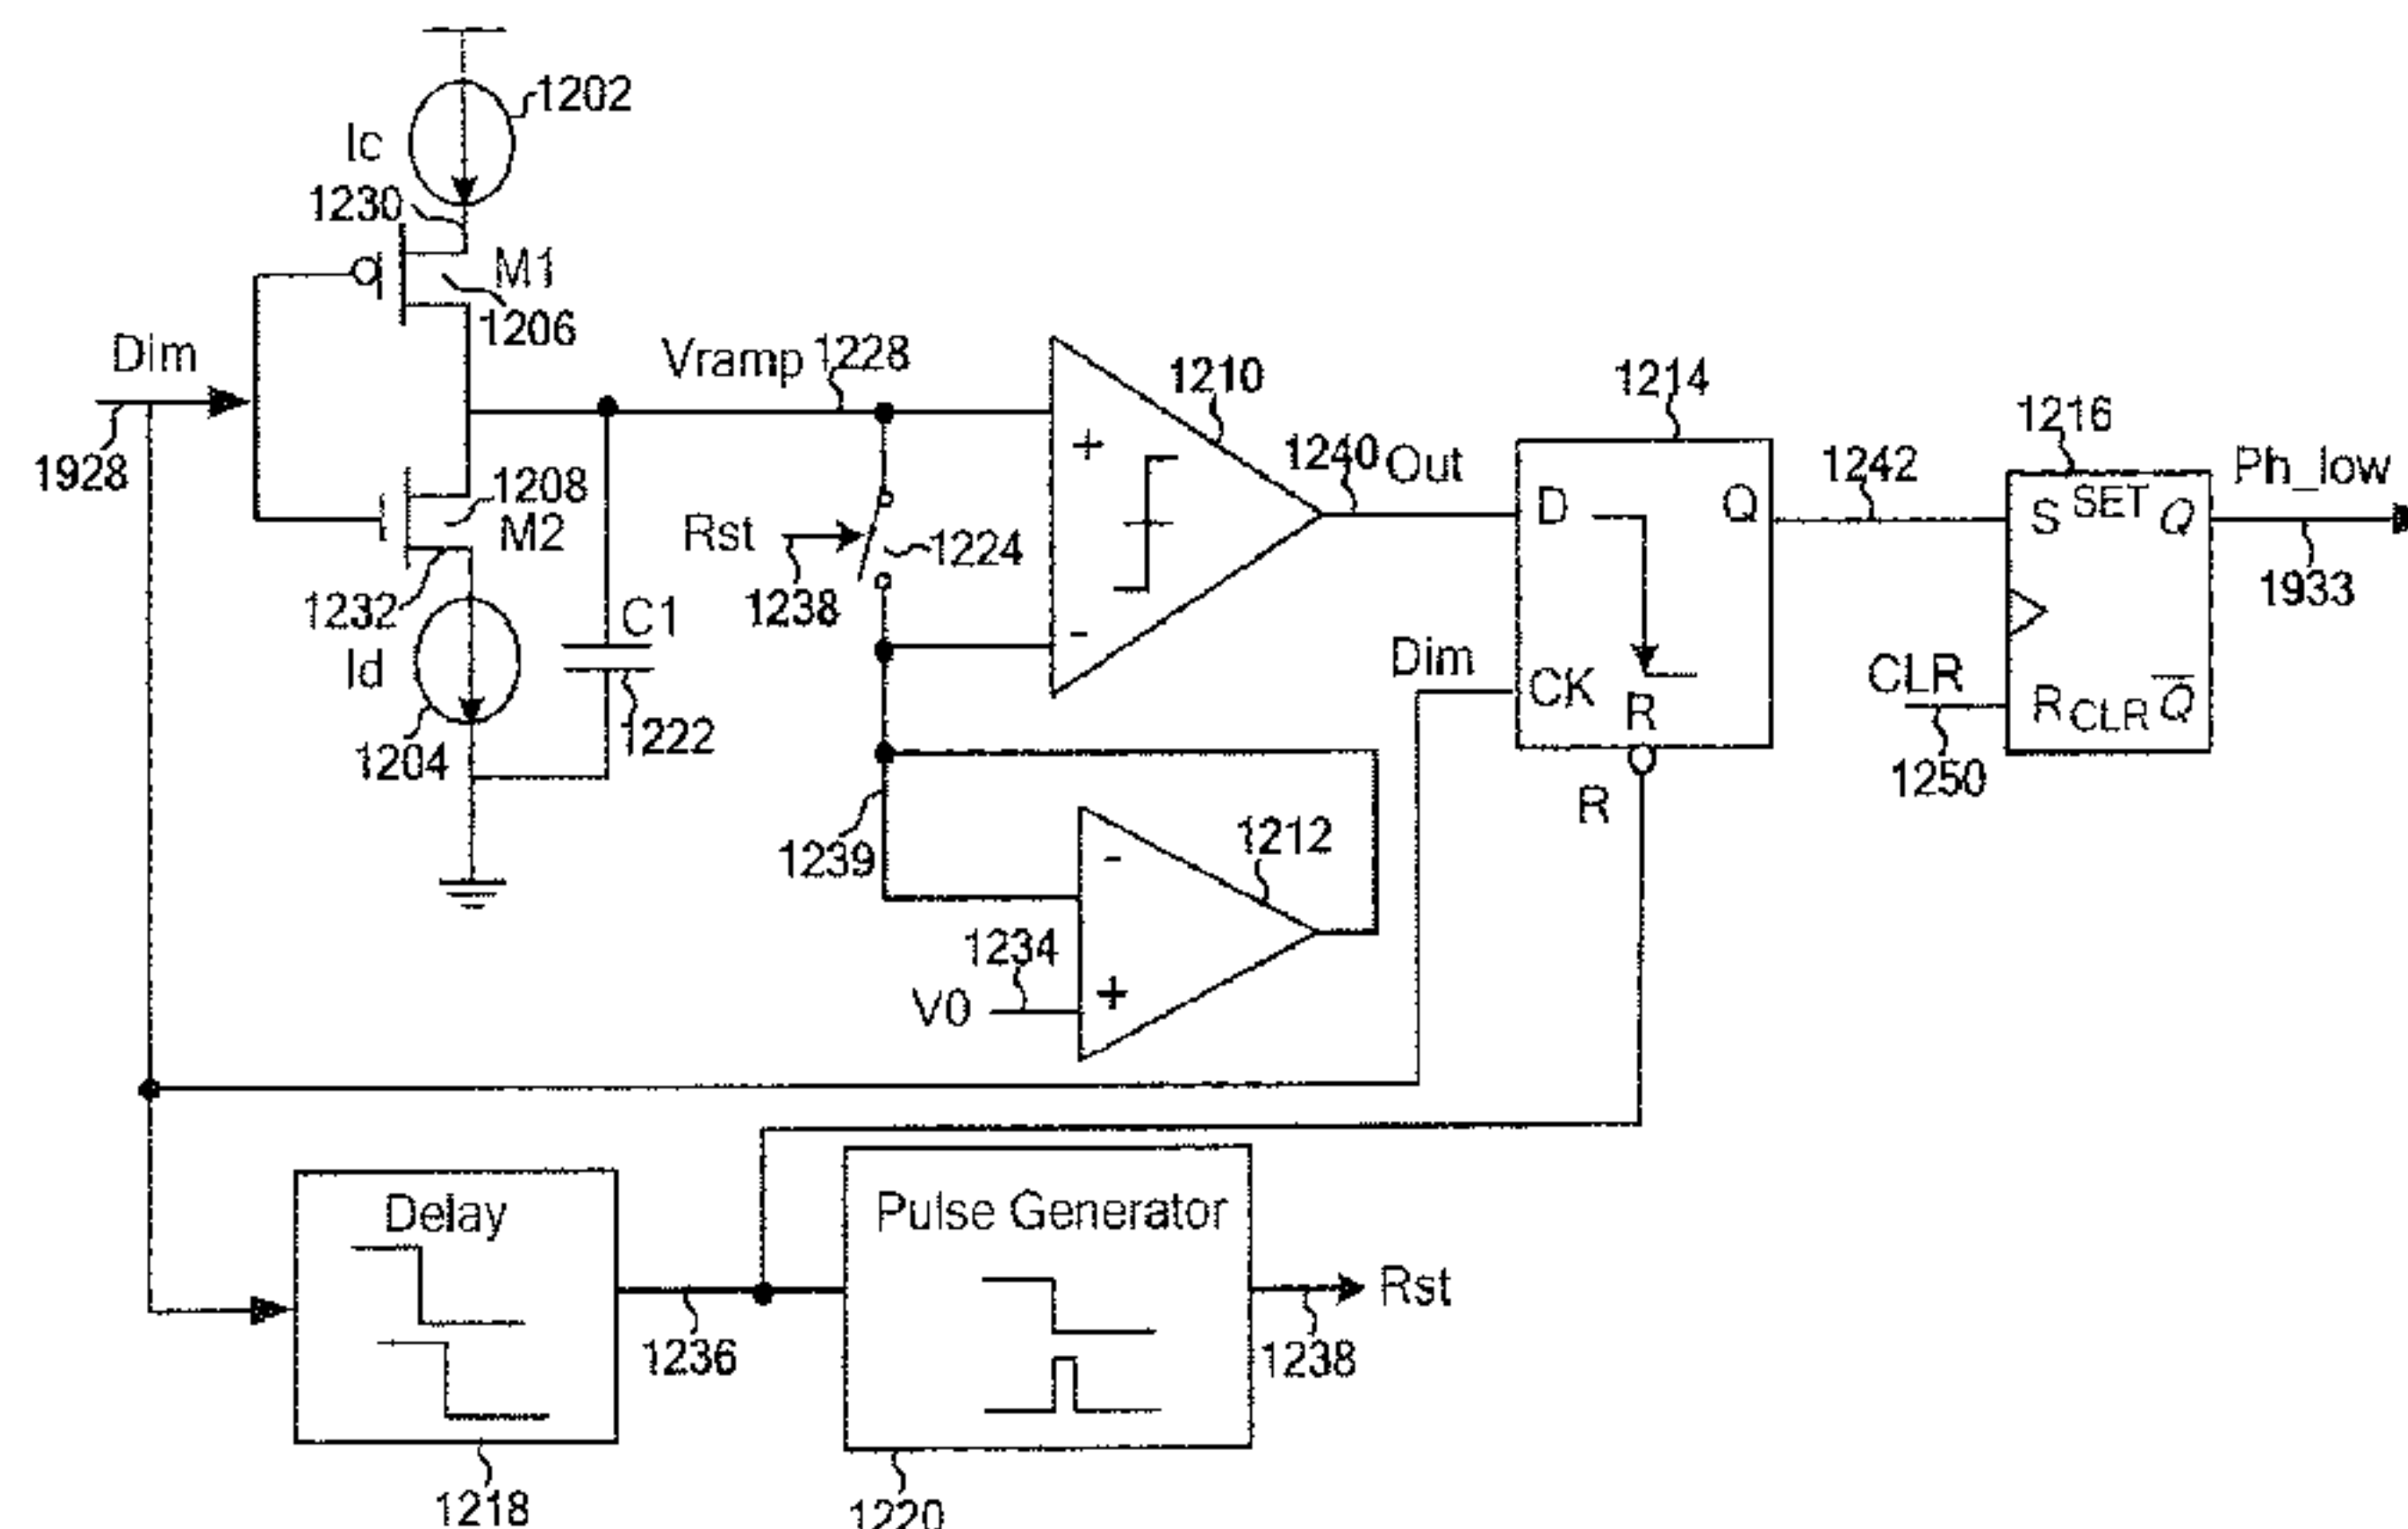 1202
Ic
1230
M1
1206
Dim
1928
Vramp
1228
1210
+
-
1240
Out
1214
D
Q
CK
R
R
Dim
1242
1216
S
SET
Q
R
CLR
Q
CLR
1250
Ph_low
1933
1208
M2
1232
Id
1204
C1
1222
Rst
1238
1224
1239
1212
-
+
1234
V0
Delay
1218
1236
Pulse Generator
1220
Rst
1238